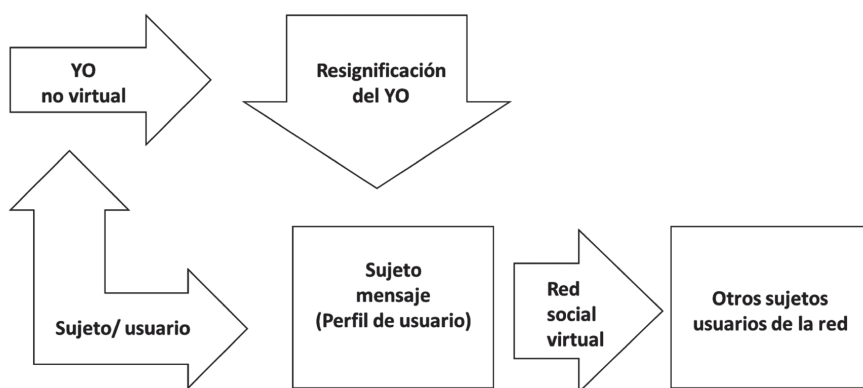 YO
no virtual
Resignificación
del YO
Sujeto/ usuario
Sujeto
mensaje
(Perfil de usuario)
Red
social
virtual
Otros sujetos
usuarios de la red